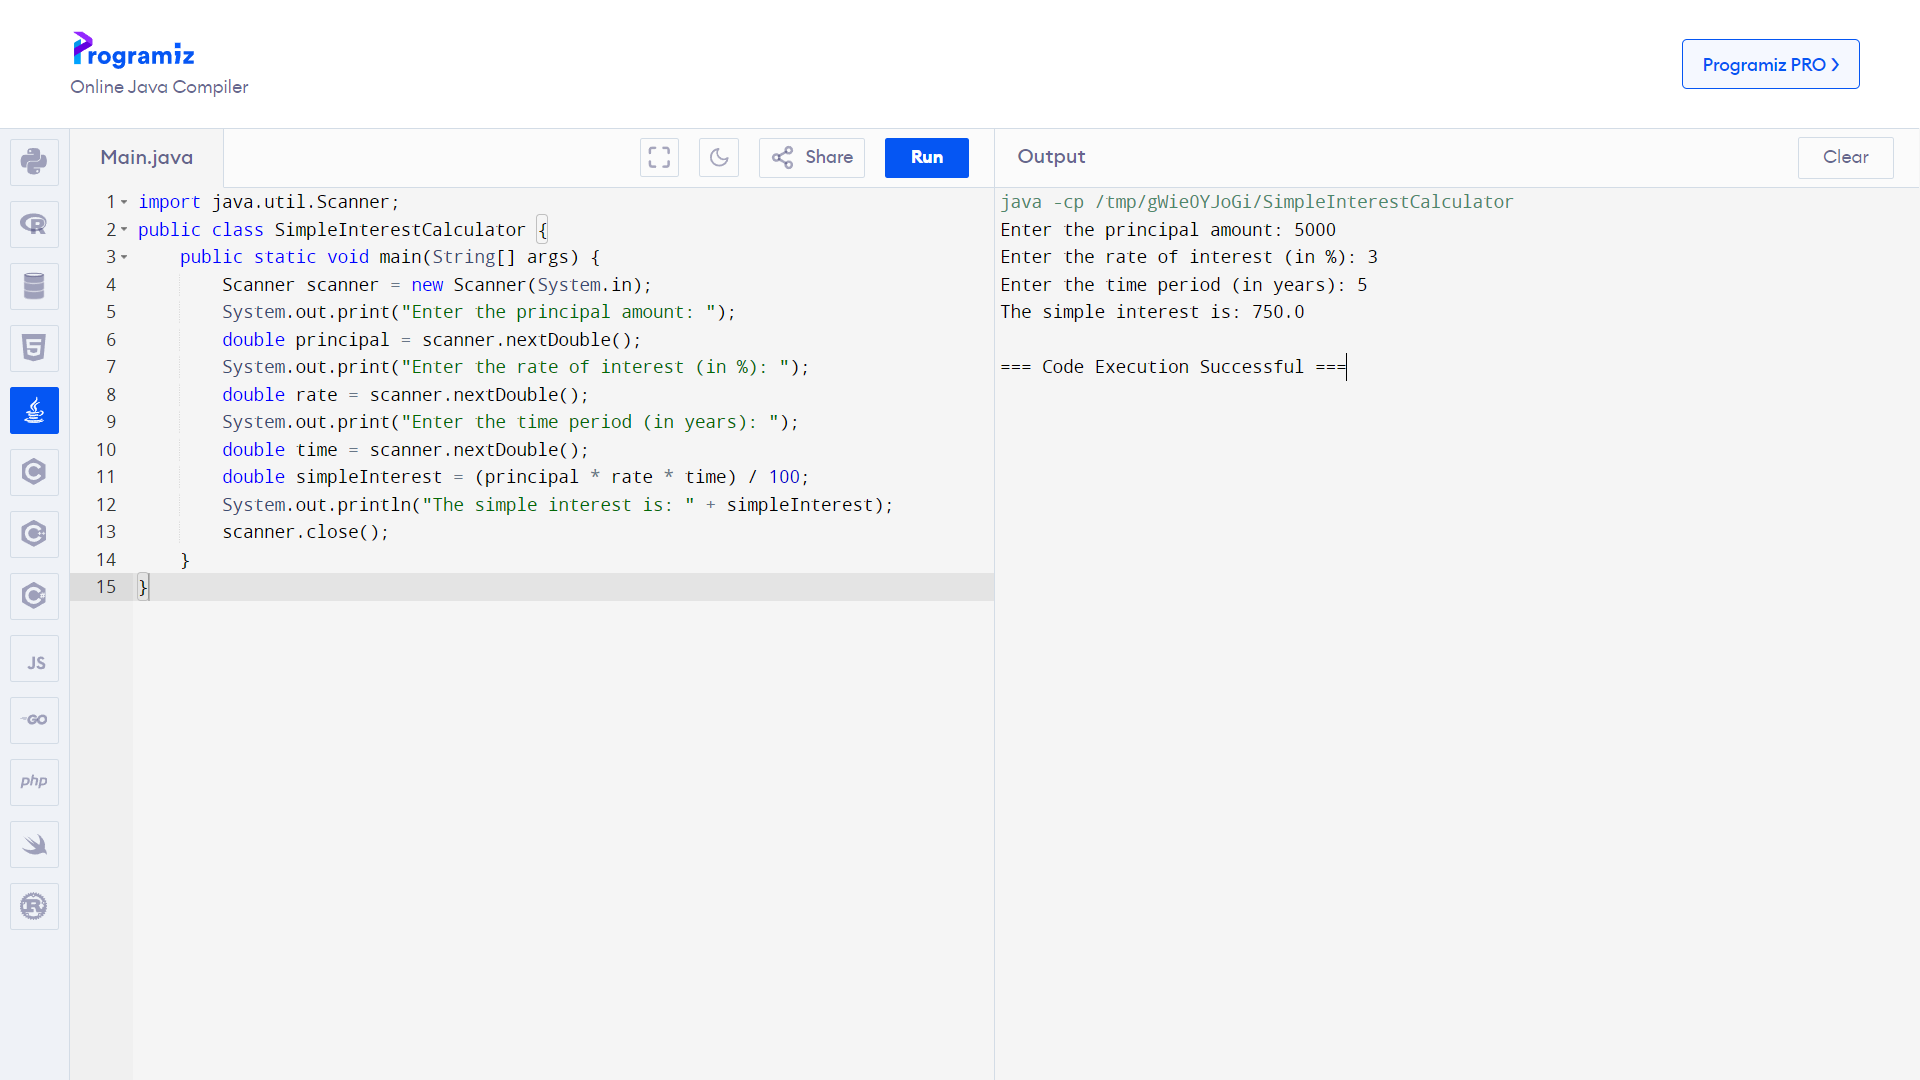 Programiz
Online Java Compiler
Programiz PRO
Main.java
Share
Run
Output
Clear
1 import java.util.Scanner;
2 public class SimpleInterestCalculator {
3     public static void main(String[] args) {
4         Scanner scanner = new Scanner(System.in);
5         System.out.print("Enter the principal amount: ");
6         double principal = scanner.nextDouble();
7         System.out.print("Enter the rate of interest (in %): ");
8         double rate = scanner.nextDouble();
9         System.out.print("Enter the time period (in years): ");
10         double time = scanner.nextDouble();
11         double simpleInterest = (principal * rate * time) / 100;
12         System.out.println("The simple interest is: " + simpleInterest);
13         scanner.close();
14     }
15 }
java -cp /tmp/gWie0YJoGi/SimpleInterestCalculator
Enter the principal amount: 5000
Enter the rate of interest (in %): 3
Enter the time period (in years): 5
The simple interest is: 750.0
=== Code Execution Successful ===
R
5
C
C
C
JS
GO
php
R